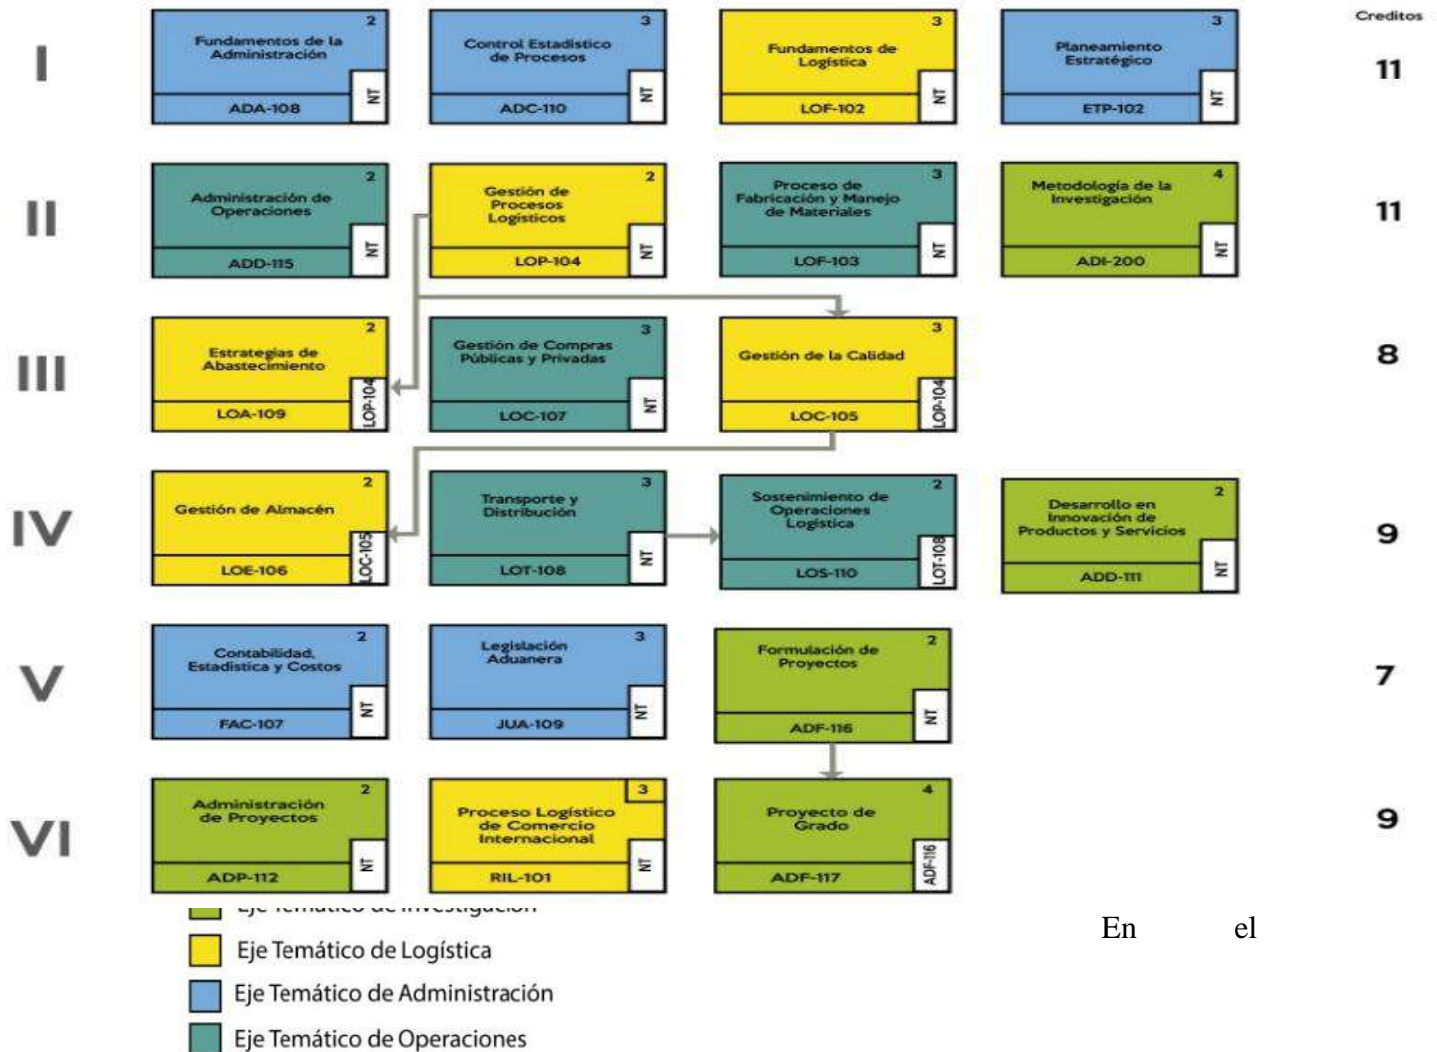 Creditos
I
2
Fundamentos de la
Administración
NT
ADA-108
3
Control Estadístico
de Procesos
NT
ADC-110
3
Fundamentos de
Logística
NT
LOF-102
3
Planeamiento
Estratégico
NT
ETP-102
11
II
2
Administración de
Operaciones
NT
ADD-115
2
Gestión de
Procesos
Logísticos
NT
LOP-104
3
Proceso de
Fabricación y Manejo
de Materiales
NT
LOF-103
4
Metodología de la
Investigación
NT
ADI-200
11
III
2
Estrategias de
Abastecimiento
LOP-104
LOA-109
3
Gestión de Compras
Públicas y Privadas
NT
LOC-107
3
Gestión de la Calidad
LOP-104
LOC-105
8
IV
2
Gestión de Almacén
LOC-105
LOE-106
3
Transporte y
Distribución
NT
LOT-108
2
Sostenimiento de
Operaciones
Logística
LOT-108
LOS-110
2
Desarrollo en
Innovación de
Productos y Servicios
NT
ADD-111
9
V
2
Contabilidad,
Estadística y Costos
NT
FAC-107
3
Legislación
Aduanera
NT
JUA-109
2
Formulación de
Proyectos
NT
ADF-116
7
VI
2
Administración
de Proyectos
NT
ADP-112
3
Proceso Logístico
de Comercio
Internacional
NT
RIL-101
4
Proyecto de
Grado
ADF-116
ADF-117
9
Eje Temático de Investigación
En el
Eje Temático de Logística
Eje Temático de Administración
Eje Temático de Operaciones